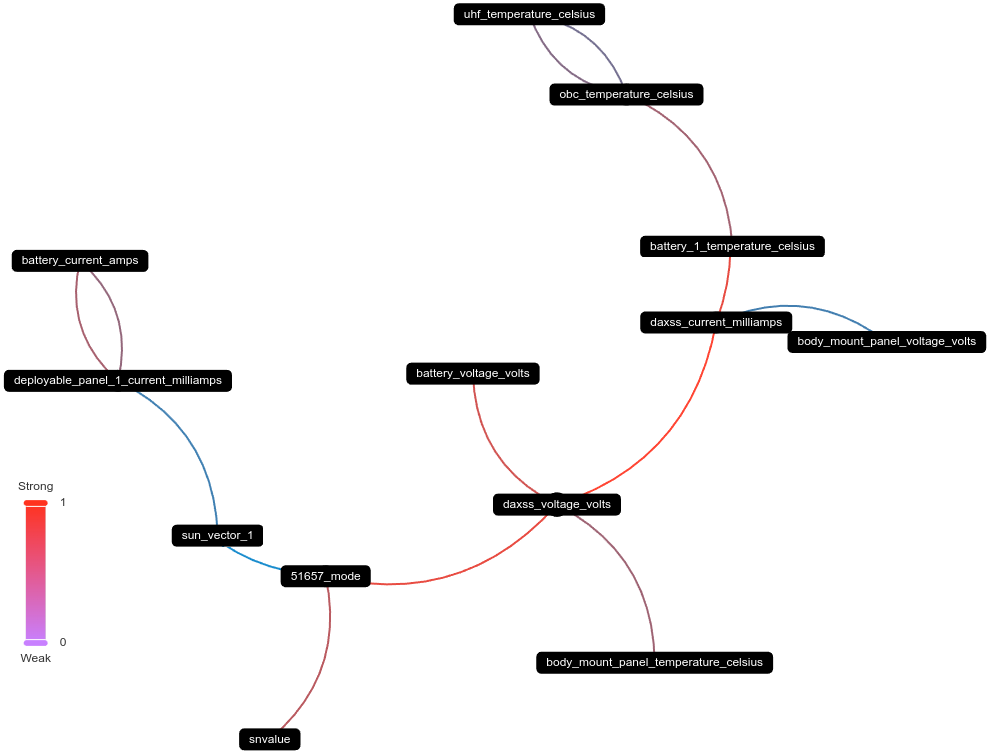 uhf_temperature_celsius
obc_temperature_celsius
battery_1_temperature_celsius
battery_current_amps
daxss_current_milliamps
body_mount_panel_voltage_volts
battery_voltage_volts
deployable_panel_1_current_milliamps
Strong
1
daxss_voltage_volts
sun_vector_1
51657_mode
0
Weak
body_mount_panel_temperature_celsius
snvalue